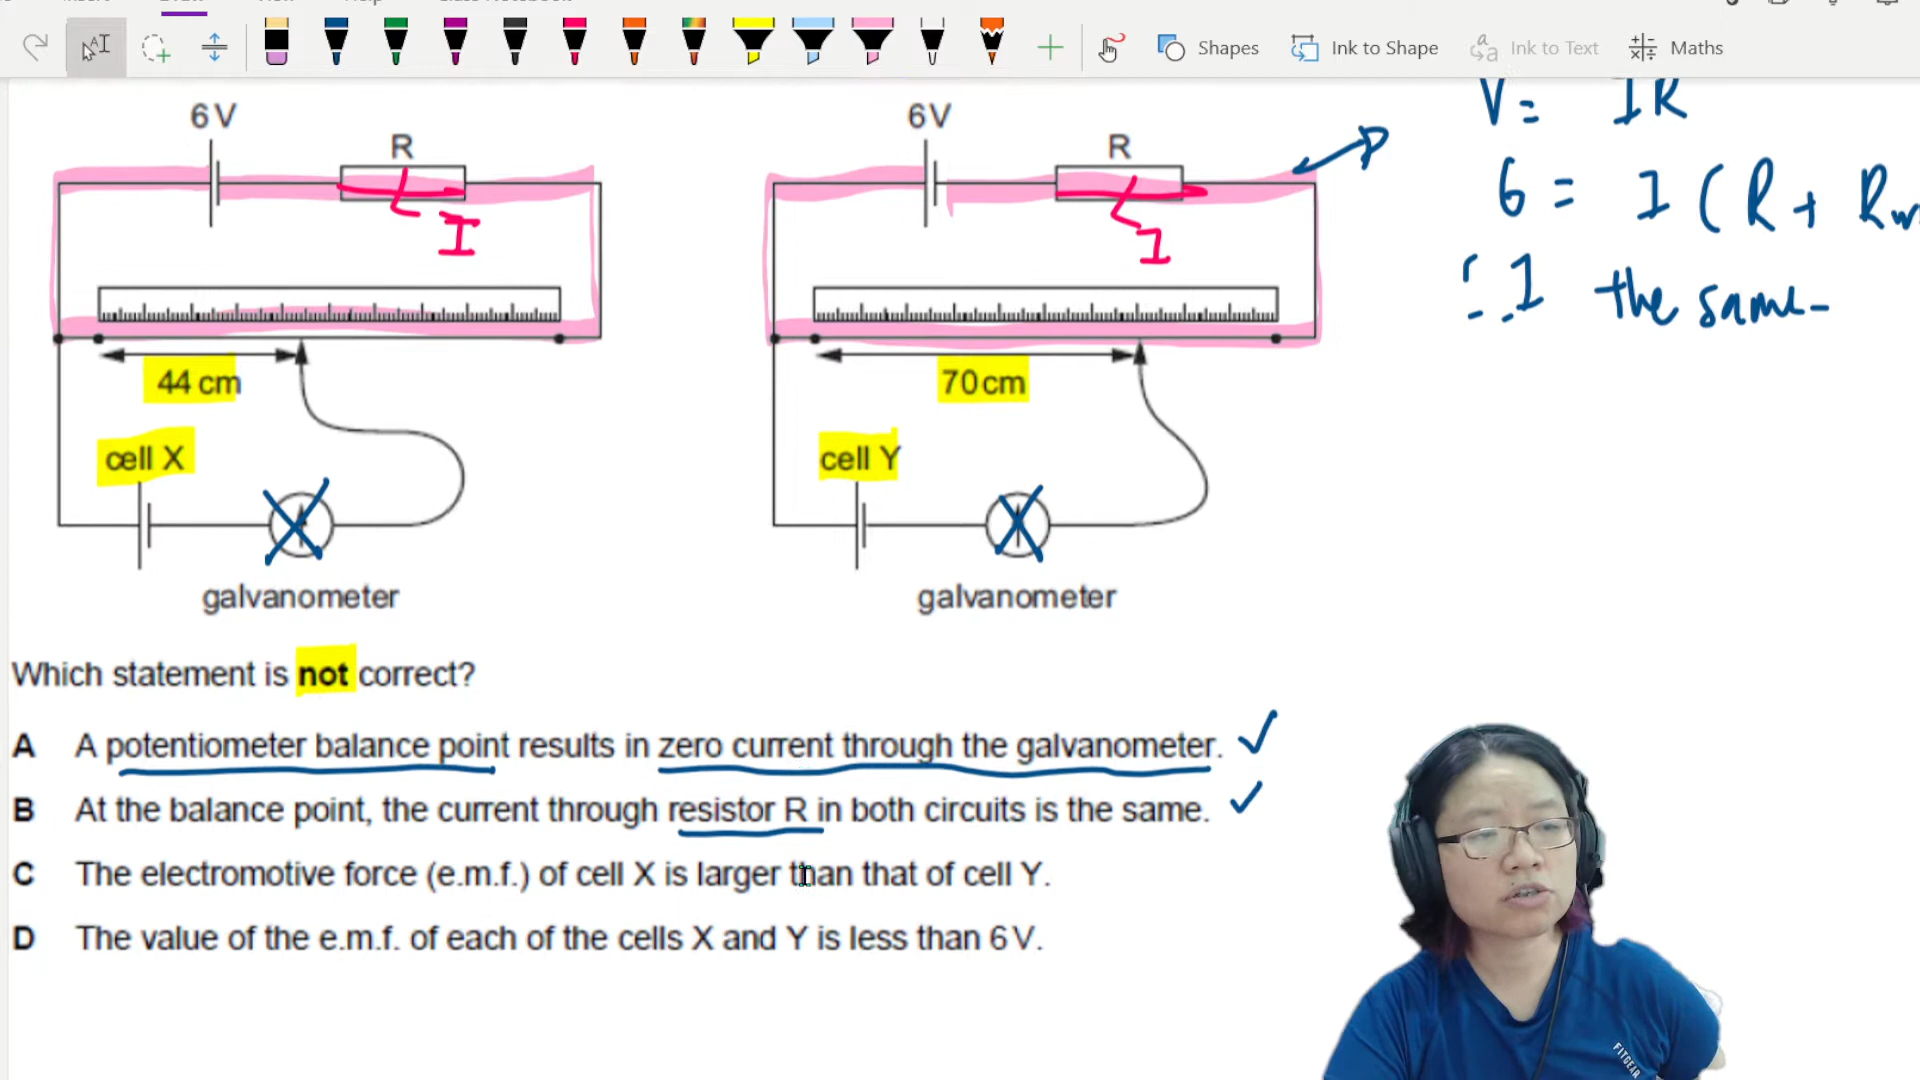 Shapes
Ink to Shape
Ink to Text
Maths
6 V
R
I
44 cm
cell X
galvanometer
6 V
R
I
70 cm
cell Y
galvanometer
V = IR
6 = I ( R +
∴ I the same
Which statement is not correct?
A A potentiometer balance point results in zero current through the galvanometer. ✓
B At the balance point, the current through resistor R in both circuits is the same. ✓
C The electromotive force (e.m.f.) of cell X is larger than that of cell Y.
D The value of the e.m.f. of each of the cells X and Y is less than 6 V.
FITGEAR